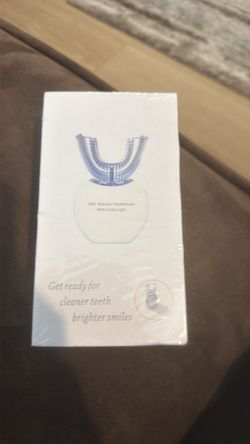 360° Electric Toothbrush
With Cold Light
Get ready for
cleaner teeth
brighter smiles